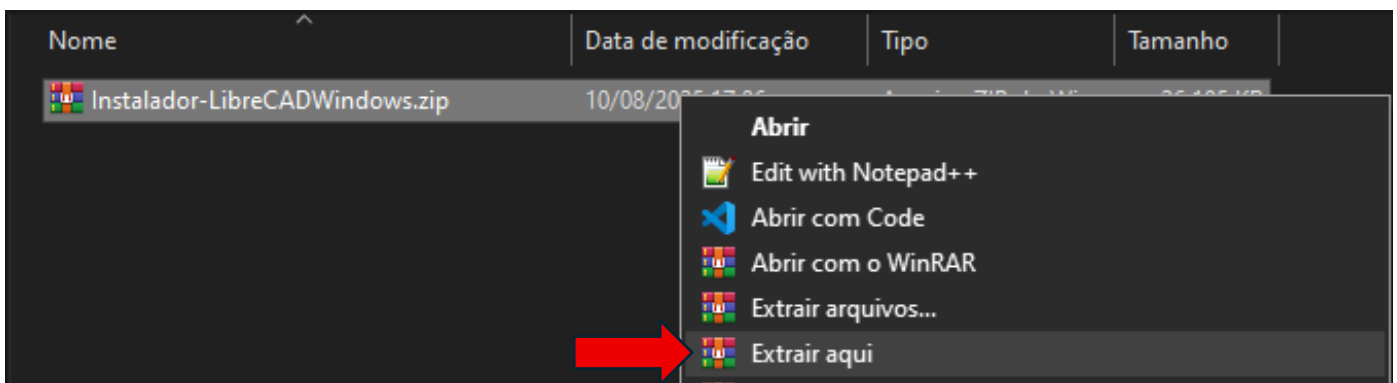 Nome Data de modificação Tipo Tamanho
Instalador-LibreCADWindows.zip
Abrir
Edit with Notepad++
Abrir com Code
Abrir com o WinRAR
Extrair arquivos...
Extrair aqui